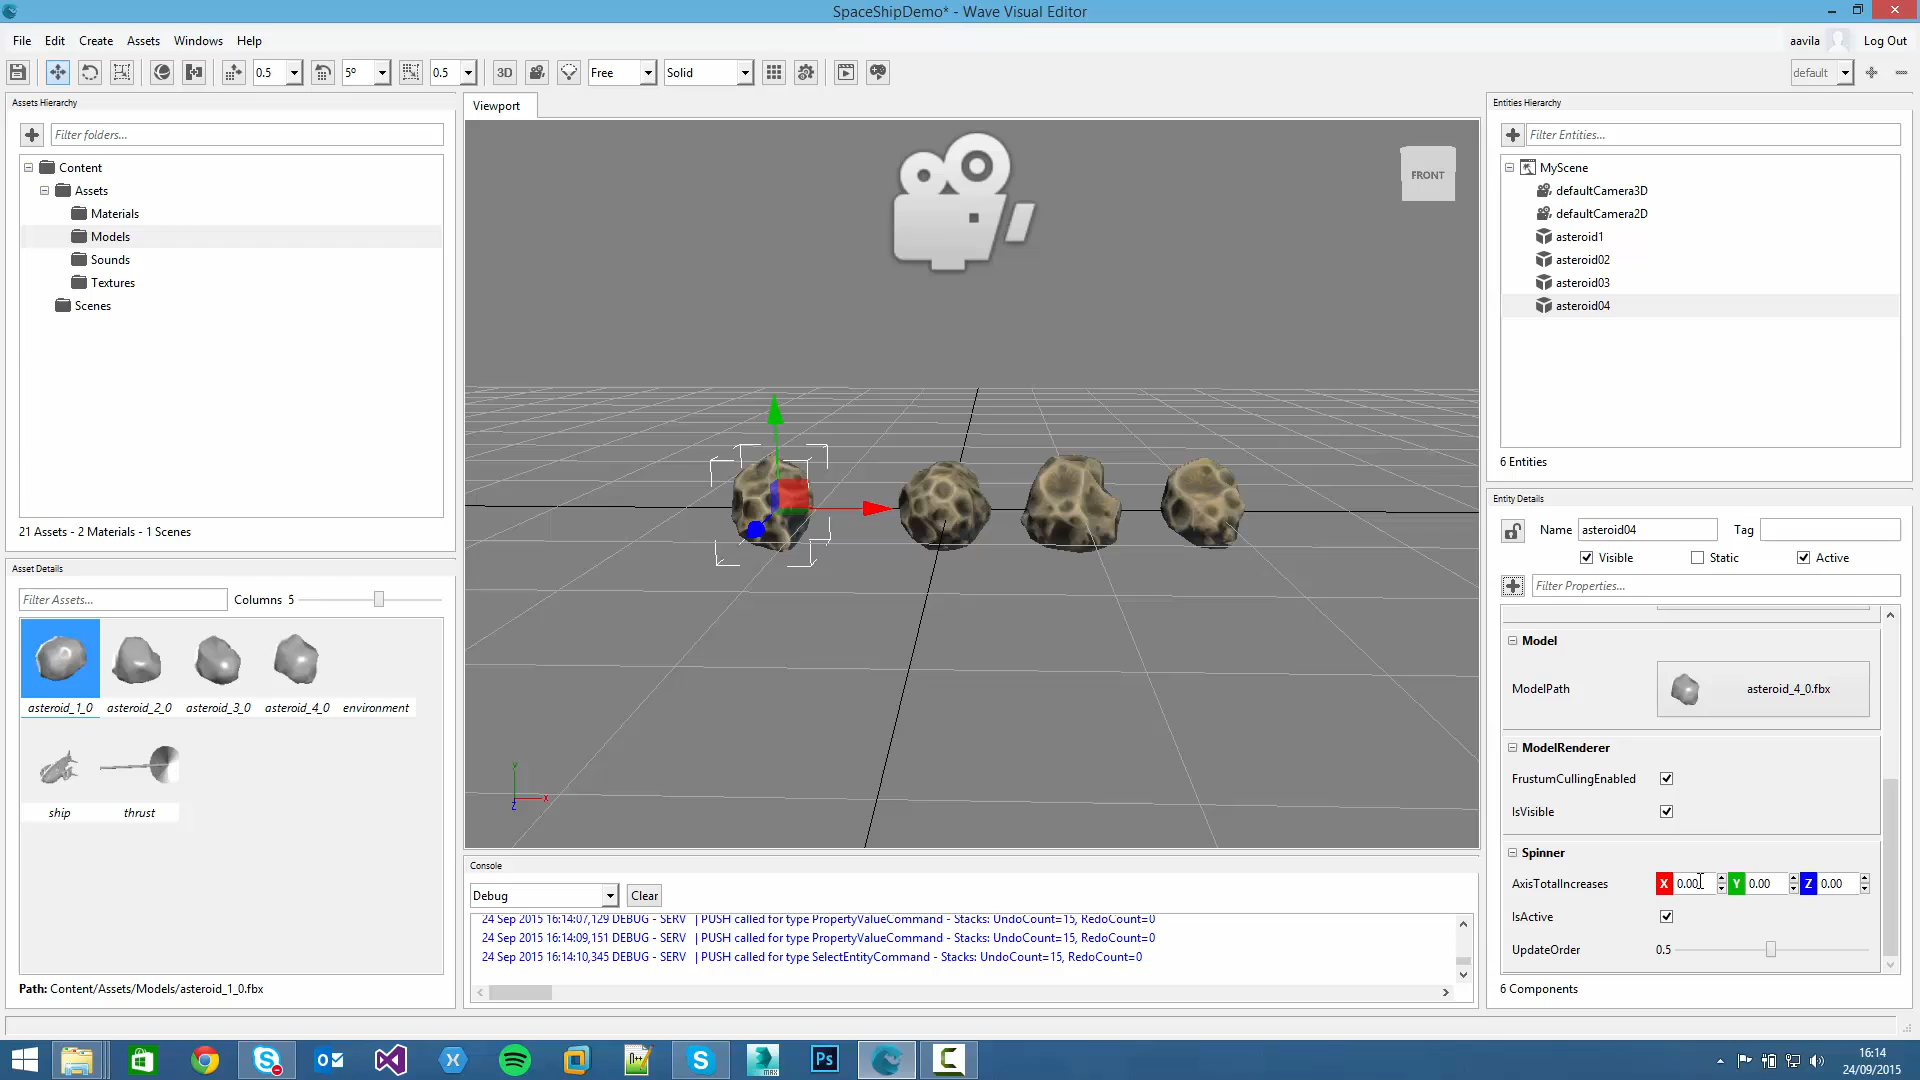 SpaceShipDemo* - Wave Visual Editor
File Edit Create Assets Windows Help
aavila Log Out
0.5 5º 0.5 3D Free Solid default
Assets Hierarchy
Filter folders...
Content
Assets
Materials
Models
Sounds
Textures
Scenes
21 Assets - 2 Materials - 1 Scenes
Asset Details
Filter Assets...
Columns 5
asteroid_1_0 asteroid_2_0 asteroid_3_0 asteroid_4_0 environment
ship thrust
Path: Content/Assets/Models/asteroid_1_0.fbx
Viewport
FRONT
Y
X
Z
Console
Debug
Clear
24 Sep 2015 16:14:07,129 DEBUG - SERV | PUSH called for type PropertyValueCommand - Stacks: UndoCount=15, RedoCount=0
24 Sep 2015 16:14:09,151 DEBUG - SERV | PUSH called for type PropertyValueCommand - Stacks: UndoCount=15, RedoCount=0
24 Sep 2015 16:14:10,345 DEBUG - SERV | PUSH called for type SelectEntityCommand - Stacks: UndoCount=15, RedoCount=0
Entities Hierarchy
Filter Entities...
MyScene
defaultCamera3D
defaultCamera2D
asteroid1
asteroid02
asteroid03
asteroid04
6 Entities
Entity Details
Name asteroid04 Tag
Visible Static Active
Filter Properties...
Model
ModelPath asteroid_4_0.fbx
ModelRenderer
FrustumCullingEnabled
IsVisible
Spinner
AxisTotalIncreases X 0.00 Y 0.00 Z 0.00
IsActive
UpdateOrder 0.5
6 Components
16:14
24/09/2015